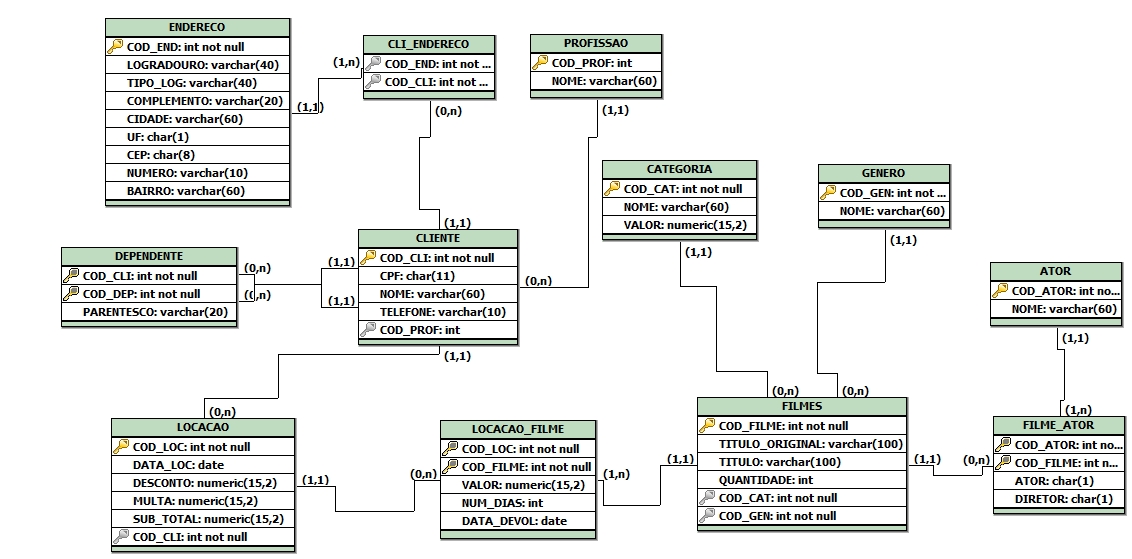 ENDERECO
COD_END: int not null
LOGRADOURO: varchar(40)
TIPO_LOG: varchar(40)
COMPLEMENTO: varchar(20)
CIDADE: varchar(60)
UF: char(1)
CEP: char(8)
NUMERO: varchar(10)
BAIRRO: varchar(60)
(1,1)
(1,n)
CLI_ENDERECO
COD_END: int not ...
COD_CLI: int not ...
(0,n)
(1,1)
PROFISSAO
COD_PROF: int
NOME: varchar(60)
(1,1)
(0,n)
CATEGORIA
COD_CAT: int not null
NOME: varchar(60)
VALOR: numeric(15,2)
(1,1)
(0,n)
GENERO
COD_GEN: int not ...
NOME: varchar(60)
(1,1)
(0,n)
DEPENDENTE
COD_CLI: int not null
COD_DEP: int not null
PARENTESCO: varchar(20)
(0,n)
(0,n)
(1,1)
(1,1)
CLIENTE
COD_CLI: int not null
CPF: char(11)
NOME: varchar(60)
TELEFONE: varchar(10)
COD_PROF: int
(1,1)
(0,n)
ATOR
COD_ATOR: int no...
NOME: varchar(60)
(1,1)
(1,n)
LOCACAO
COD_LOC: int not null
DATA_LOC: date
DESCONTO: numeric(15,2)
MULTA: numeric(15,2)
SUB_TOTAL: numeric(15,2)
COD_CLI: int not null
(1,1)
(0,n)
LOCACAO_FILME
COD_LOC: int not null
COD_FILME: int not null
VALOR: numeric(15,2)
NUM_DIAS: int
DATA_DEVOL: date
(1,n)
(1,1)
FILMES
COD_FILME: int not null
TITULO_ORIGINAL: varchar(100)
TITULO: varchar(100)
QUANTIDADE: int
COD_CAT: int not null
COD_GEN: int not null
(1,1)
(0,n)
FILME_ATOR
COD_ATOR: int no...
COD_FILME: int n...
ATOR: char(1)
DIRETOR: char(1)